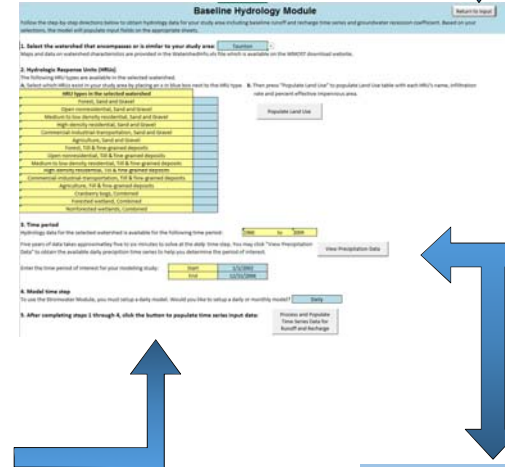 Baseline Hydrology Module
Return to Input
Follow the step-by-step directions below to obtain hydrology data for your study area including baseline runoff and recharge time series and groundwater recession coefficient. Based on your
selections, the model will populate input fields on the appropriate sheets.
1. Select the watershed that encompasses or is similar to your study area Taunton
Maps and data on watershed characteristics are provided in the WatershedInfo.xls file which is available on the WMOST download website.
2. Hydrologic Response Units (HRUs)
The following HRU types are available in the selected watershed.
A. Select which HRUs exist in your study area by placing an x in blue box next to the HRU type. B. Then press "Populate Land Use" to populate Land Use table with each HRU's name, infiltration
HRU types in the selected watershed rate and percent effective impervious area.
Forest, Sand and Gravel
Open nonresidential, Sand and Gravel Populate Land Use
Medium to low density residential, Sand and Gravel
High density residential, Sand and Gravel
Commercial-industrial-transportation, Sand and Gravel
Agriculture, Sand and Gravel
Forest, Till & fine-grained deposits
Open nonresidential, Till & fine-grained deposits
Medium to low density residential, Till & fine-grained deposits
High density residential, Till & fine-grained deposits
Commercial-industrial-transportation, Till & fine-grained deposits
Agriculture, Till & fine-grained deposits
Cranberry bogs, Combined
Forested wetland, Combined
Nonforested wetlands, Combined
3. Time period
Hydrology data for the selected watershed is available for the following time period: 1960 to 2009
Five years of data takes approximately five to six minutes to solve at the daily time step. You may click "View Precipitation
Data" to obtain the available daily precipitation time series to help you determine the period of interest.
View Precipitation Data
Enter the time period of interest for your modeling study: Start 1/1/2002
End 12/31/2006
4. Model time step
To use the Stormwater Module, you must setup a daily model. Would you like to setup a daily or monthly model? Daily
5. After completing steps 1 through 4, click the button to populate time series input data:
Process and Populate
Time Series Data for
Runoff and Recharge